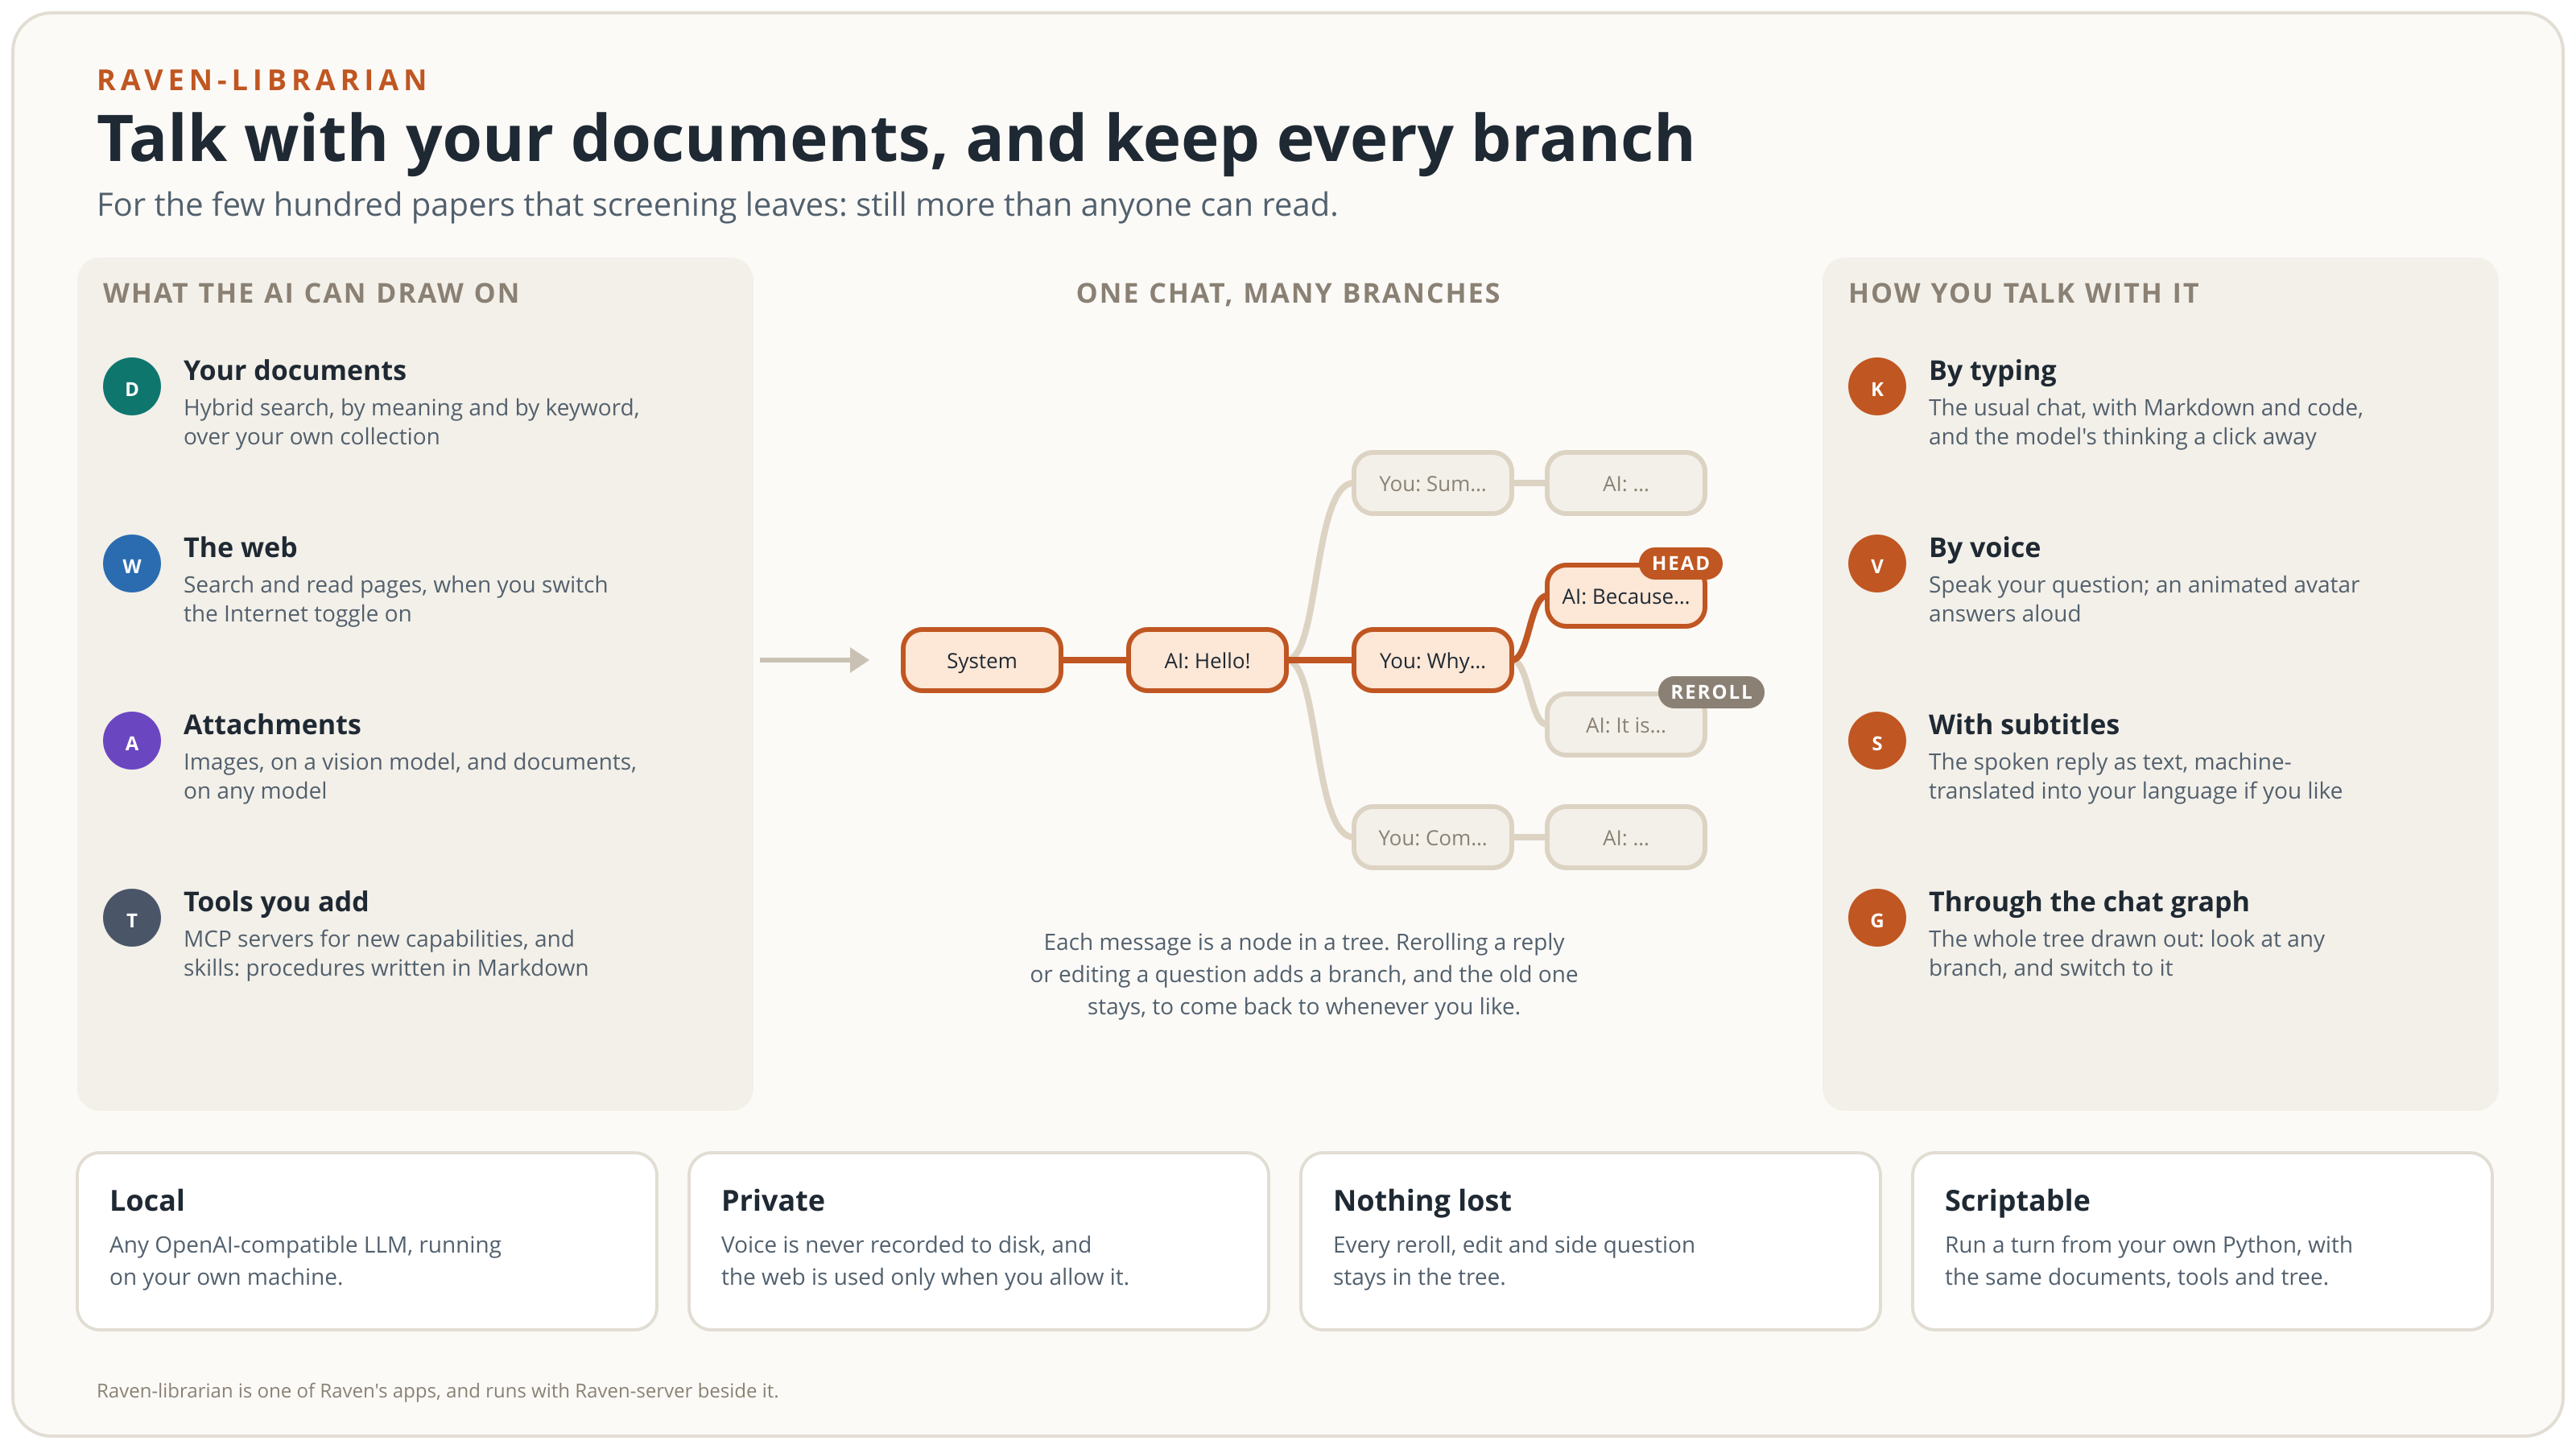 RAVEN-LIBRARIAN
Talk with your documents, and keep every branch
For the few hundred papers that screening leaves: still more than anyone can read.
WHAT THE AI CAN DRAW ON
D
Your documents
Hybrid search, by meaning and by keyword,
over your own collection
W
The web
Search and read pages, when you switch
the Internet toggle on
A
Attachments
Images, on a vision model, and documents,
on any model
T
Tools you add
MCP servers for new capabilities, and
skills: procedures written in Markdown
ONE CHAT, MANY BRANCHES
You: Sum...
AI: ...
HEAD
AI: Because...
System
AI: Hello!
You: Why...
REROLL
AI: It is...
You: Com...
AI: ...
Each message is a node in a tree. Rerolling a reply
or editing a question adds a branch, and the old one
stays, to come back to whenever you like.
HOW YOU TALK WITH IT
K
By typing
The usual chat, with Markdown and code,
and the model's thinking a click away
V
By voice
Speak your question; an animated avatar
answers aloud
S
With subtitles
The spoken reply as text, machine-
translated into your language if you like
G
Through the chat graph
The whole tree drawn out: look at any
branch, and switch to it
Local
Any OpenAI-compatible LLM, running
on your own machine.
Private
Voice is never recorded to disk, and
the web is used only when you allow it.
Nothing lost
Every reroll, edit and side question
stays in the tree.
Scriptable
Run a turn from your own Python, with
the same documents, tools and tree.
Raven-librarian is one of Raven's apps, and runs with Raven-server beside it.